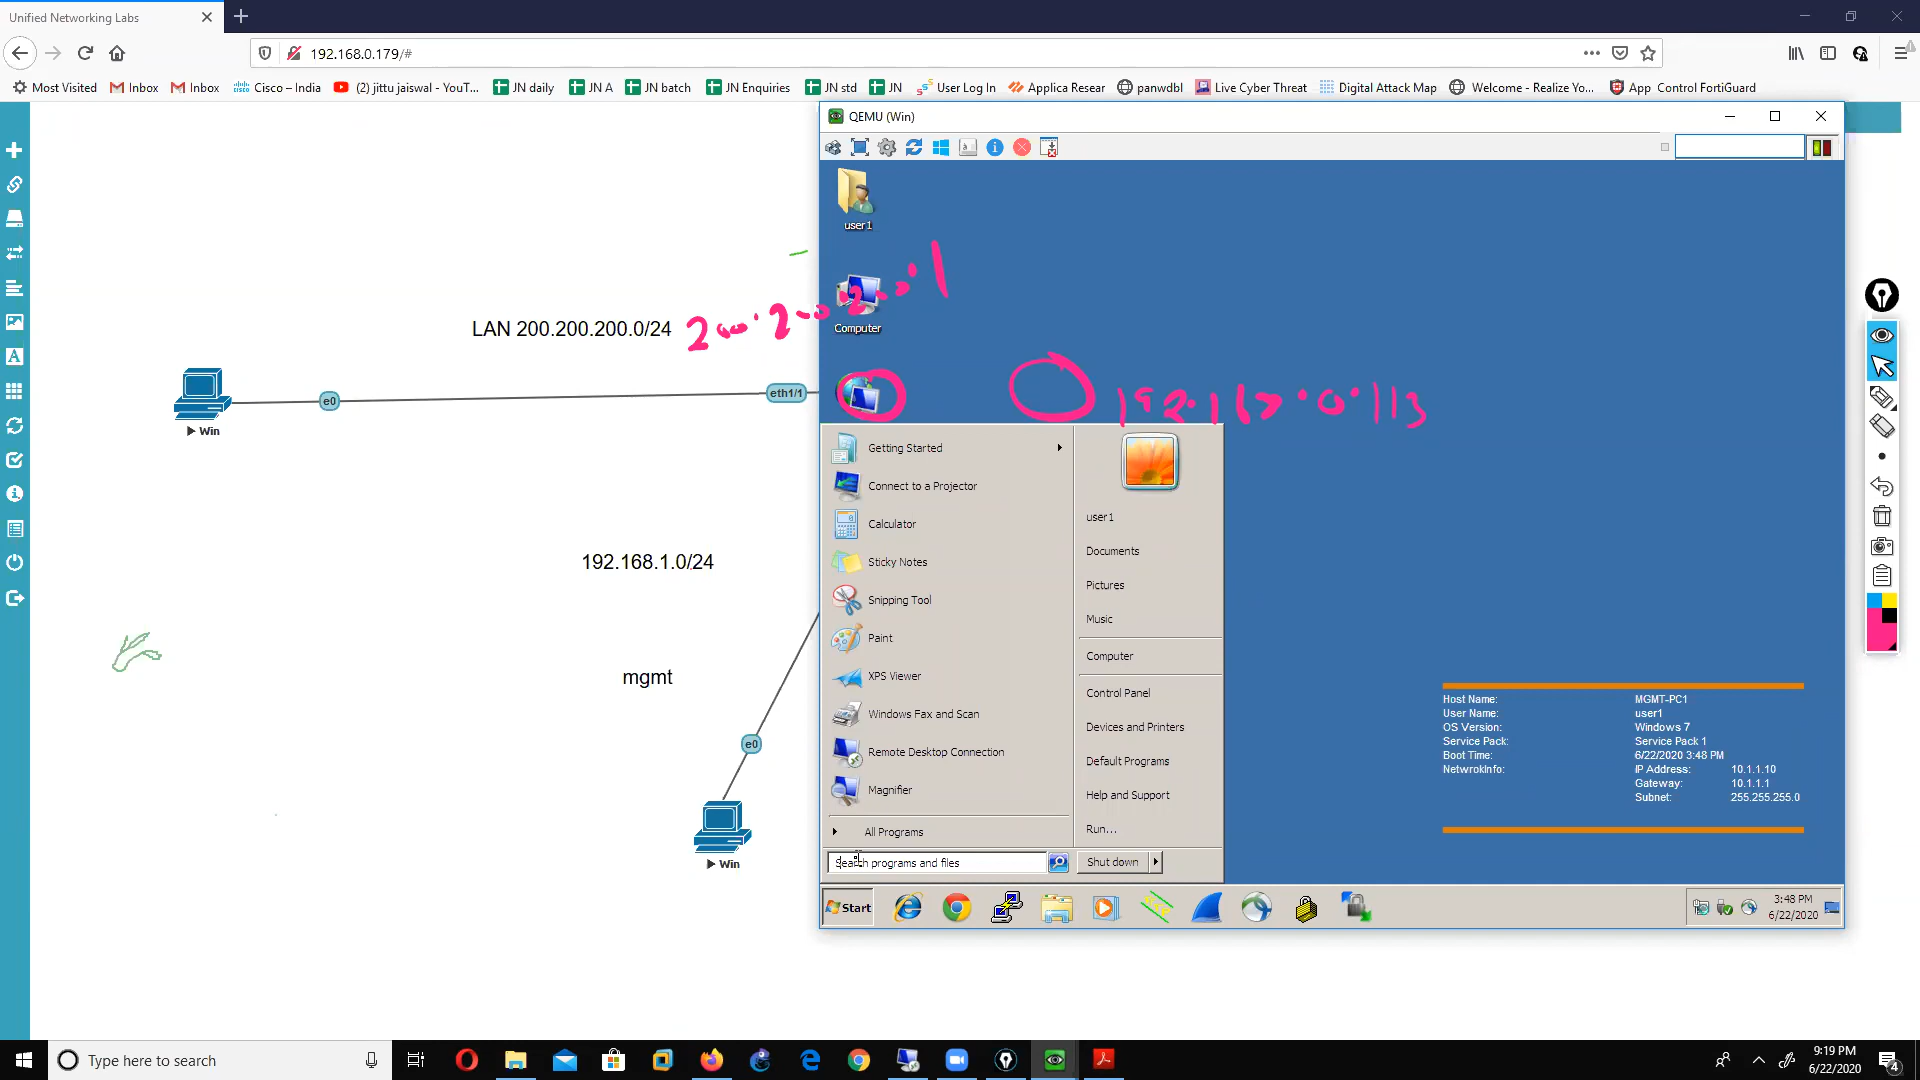 Unified Networking Labs
192.168.0.179/#
Most Visited
Inbox
Inbox
Cisco – India
(2) jittu jaiswal - YouT...
JN daily
JN A
JN batch
JN Enquiries
JN std
JN
User Log In
Applica Resear
panwdbl
Live Cyber Threat
Digital Attack Map
Welcome - Realize Yo...
App Control FortiGuard
QEMU (Win)
user1
Computer
LAN 200.200.200.0/24
200.200.200.1
e0
eth1/1
Win
192.168.0.113
192.168.1.0/24
mgmt
e0
Win
Getting Started
Connect to a Projector
Calculator
Sticky Notes
Snipping Tool
Paint
XPS Viewer
Windows Fax and Scan
Remote Desktop Connection
Magnifier
All Programs
Search programs and files
user1
Documents
Pictures
Music
Computer
Control Panel
Devices and Printers
Default Programs
Help and Support
Run...
Shut down
Host Name: MGMT-PC1
User Name: user1
OS Version: Windows 7
Service Pack: Service Pack 1
Boot Time: 6/22/2020 3:48 PM
NetwrokInfo: IP Address: 10.1.1.10
Gateway: 10.1.1.1
Subnet: 255.255.255.0
Start
3:48 PM
6/22/2020
Type here to search
9:19 PM
6/22/2020
4